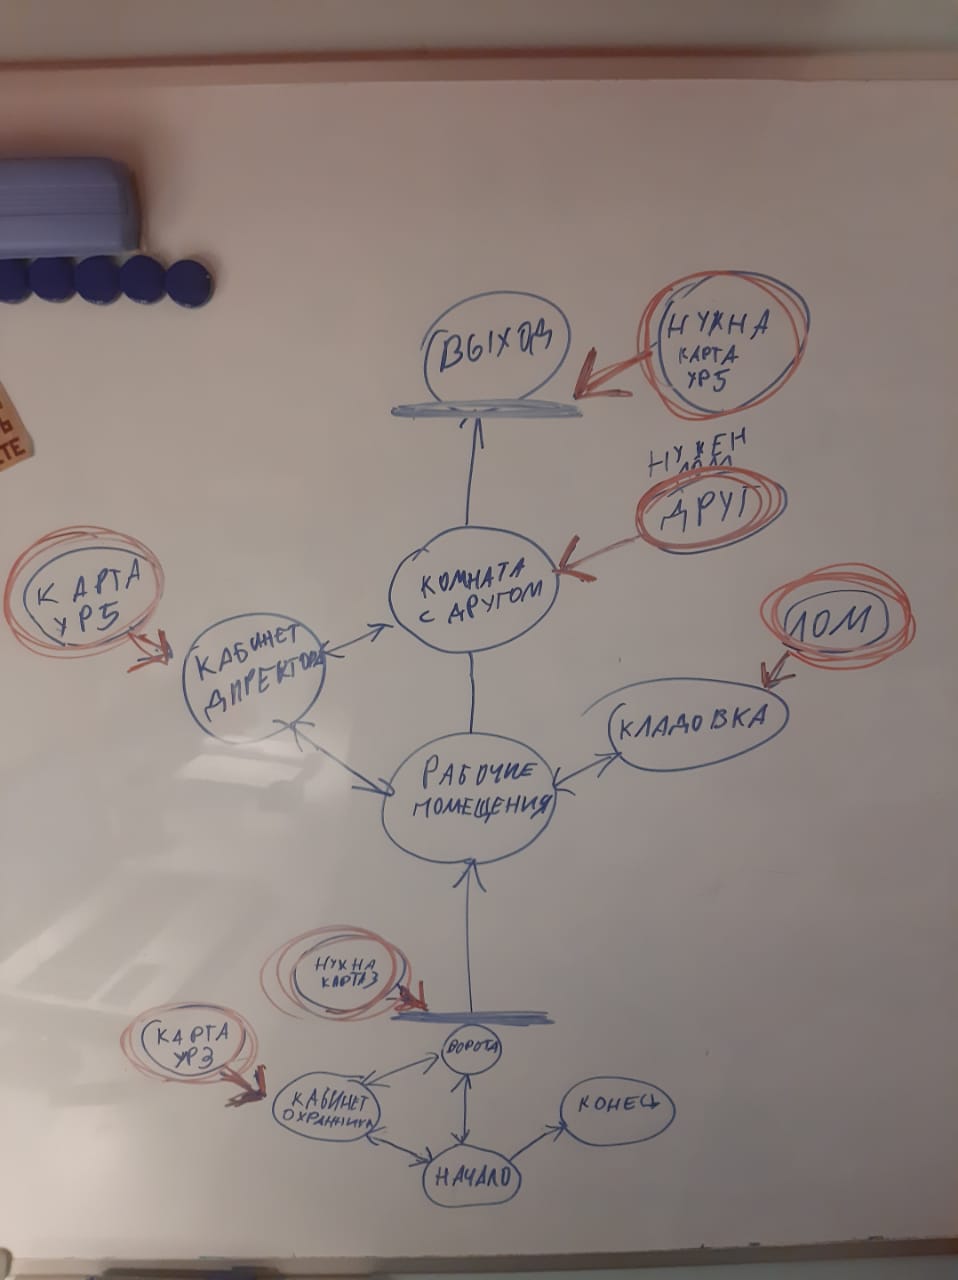 ВЫХОД
НУЖНА
КАРТА
УР5
НУЖЕН
ЛОМ
ДРУГ
КАРТА
УР5
КОМНАТА
С ДРУГОМ
ЛОМ
КАБИНЕТ
ДИРЕКТОРА
КЛАДОВКА
РАБОЧИЕ
ПОМЕЩЕНИЯ
НУЖНА
КАРТА3
КАРТА
УР3
ВОРОТА
КАБИНЕТ
ОХРАННИКА
КОНЕЦ
НАЧАЛО
Ь
ТЕ